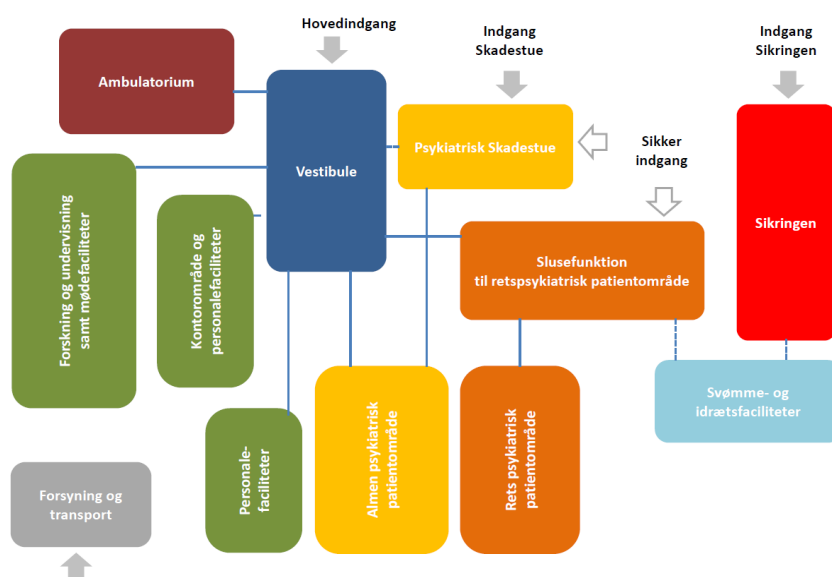 Hovedindgang
Indgang
Skadestue
Indgang
Sikringen
Ambulatorium
Vestibule
Psykiatrisk Skadestue
Sikker
indgang
Sikringen
Forskning og undervisning
samt mødefaciliteter
Kontorområde og
personalefaciliteter
Slusefunktion
til retspsykiatrisk patientområde
Personale-
faciliteter
Almen psykiatrisk
patientområde
Rets psykiatrisk
patientområde
Svømme- og
idrætsfaciliteter
Forsyning og
transport